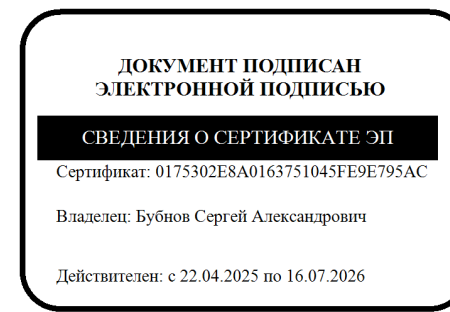 ДОКУМЕНТ ПОДПИСАН
ЭЛЕКТРОННОЙ ПОДПИСЬЮ
СВЕДЕНИЯ О СЕРТИФИКАТЕ ЭП
Сертификат: 0175302E8A0163751045FE9E795AC
Владелец: Бубнов Сергей Александрович
Действителен: с 22.04.2025 по 16.07.2026